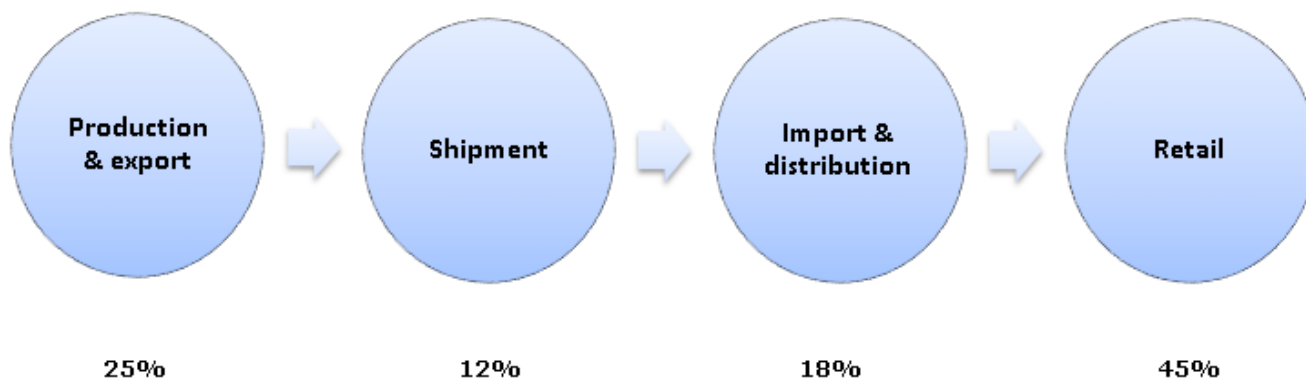 Production
& export
Shipment
Import &
distribution
Retail
25%
12%
18%
45%